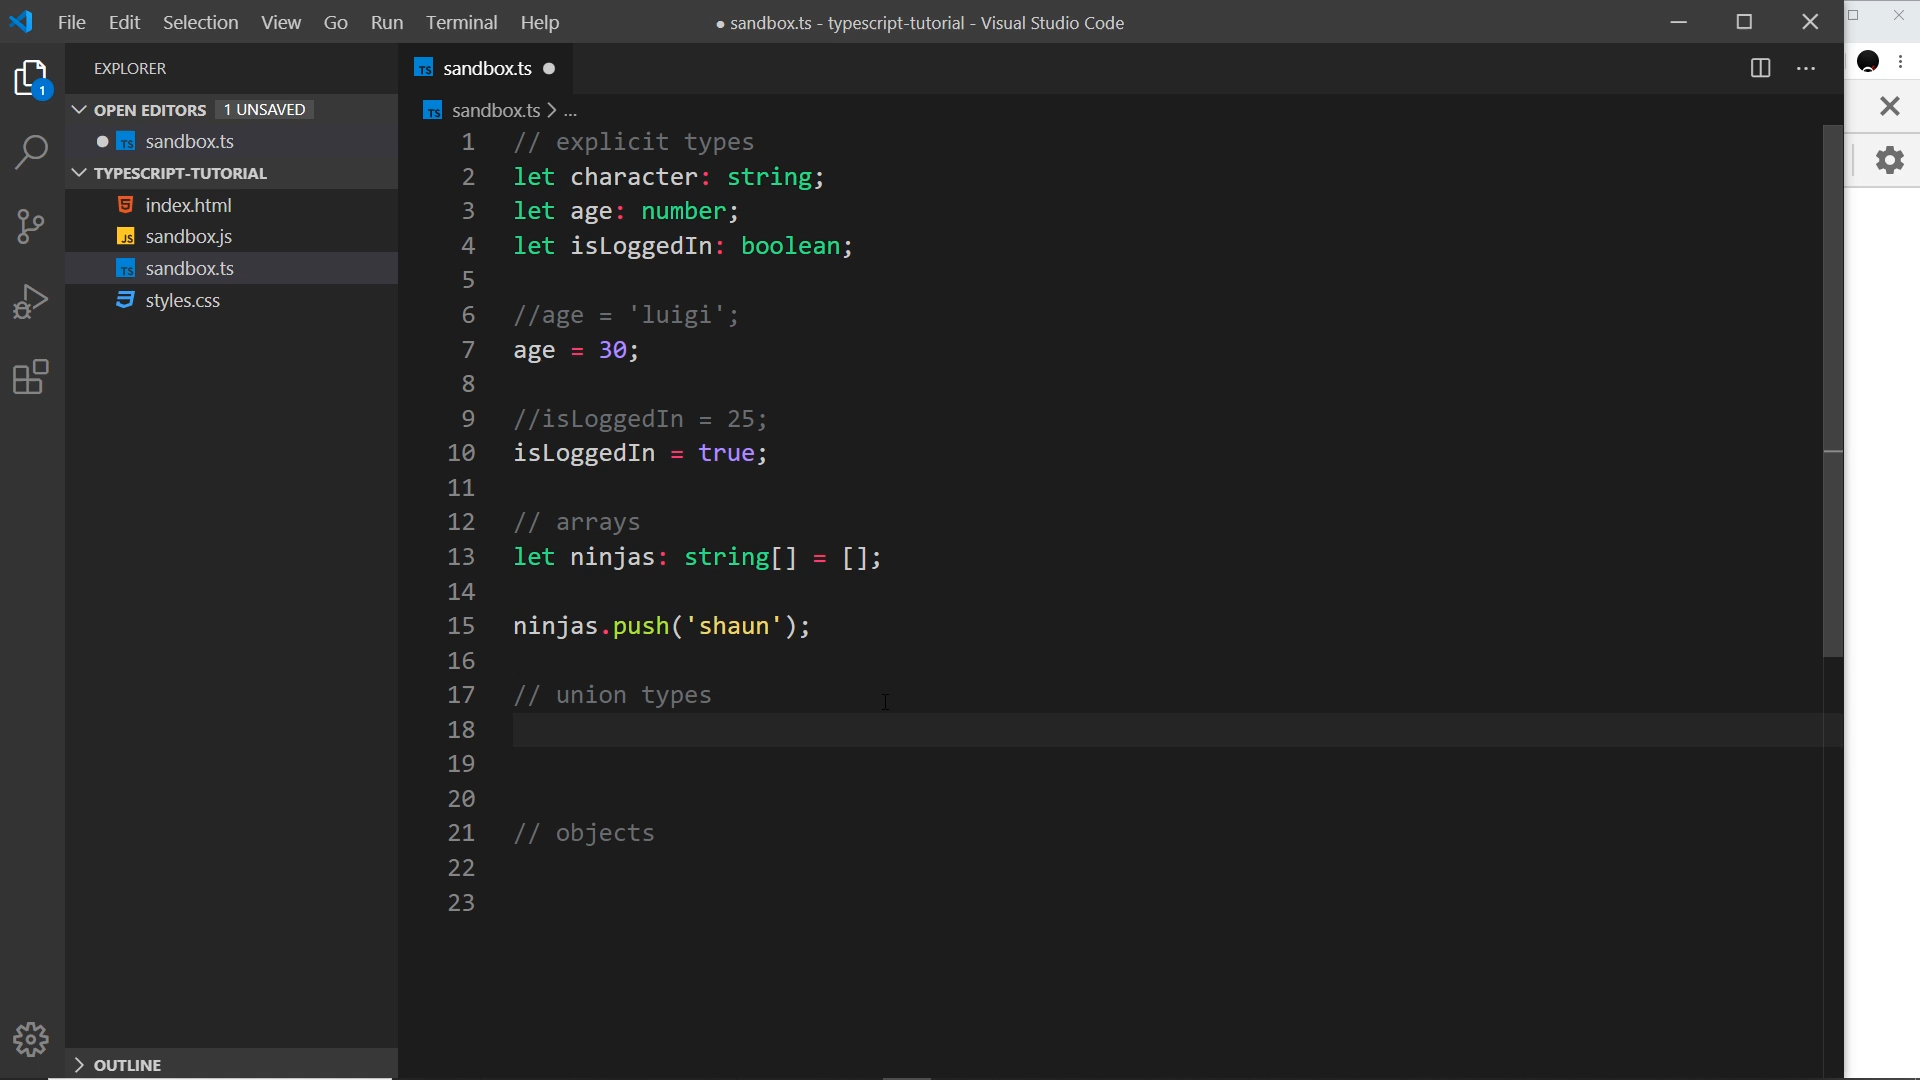 File Edit Selection View Go Run Terminal Help
● sandbox.ts - typescript-tutorial - Visual Studio Code
EXPLORER
OPEN EDITORS 1 UNSAVED
sandbox.ts
TYPESCRIPT-TUTORIAL
index.html
sandbox.js
sandbox.ts
styles.css
OUTLINE
1
TS sandbox.ts
TS sandbox.ts > ...
1 // explicit types
2 let character: string;
3 let age: number;
4 let isLoggedIn: boolean;
5
6 //age = 'luigi';
7 age = 30;
8
9 //isLoggedIn = 25;
10 isLoggedIn = true;
11
12 // arrays
13 let ninjas: string[] = [];
14
15 ninjas.push('shaun');
16
17 // union types
18
19
20
21 // objects
22
23